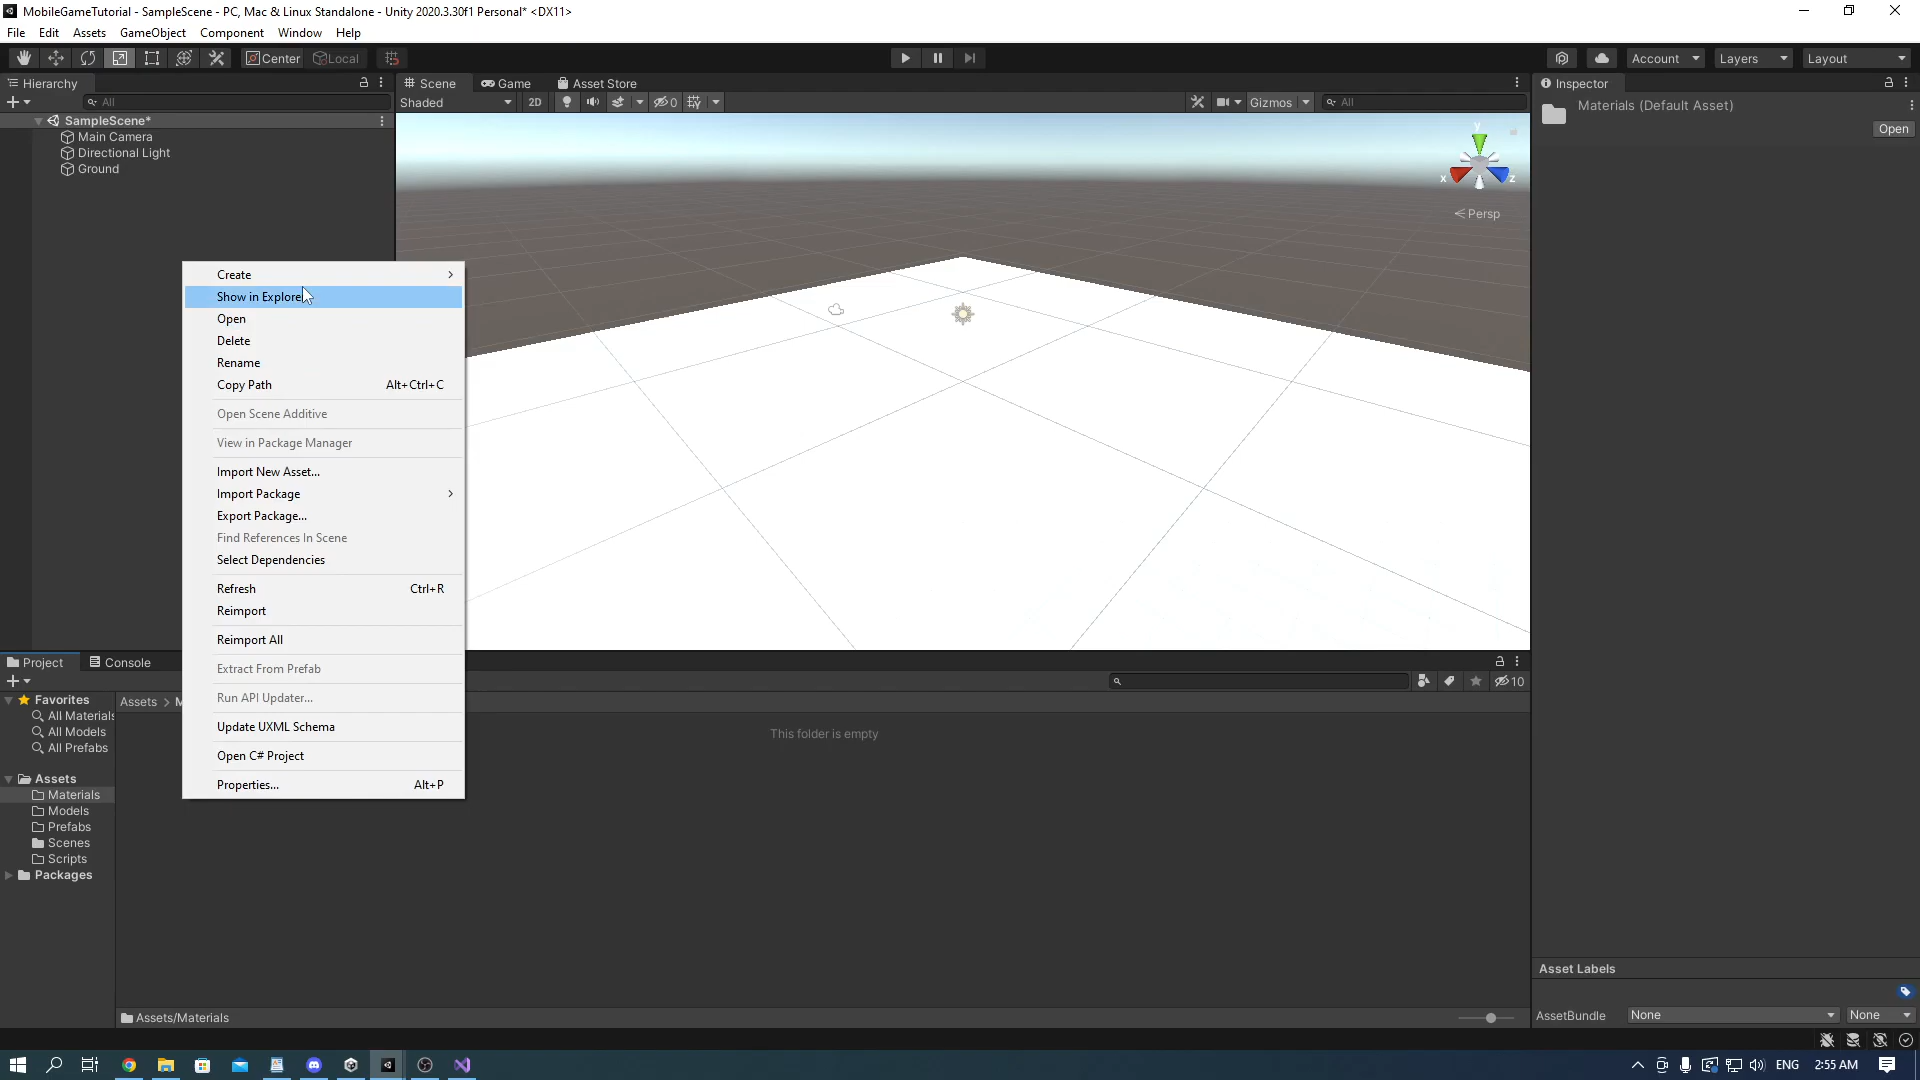 MobileGameTutorial - SampleScene - PC, Mac & Linux Standalone - Unity 2020.3.30f1 Personal* <DX11>
File Edit Assets GameObject Component Window Help
Center Local Account Layers Layout
Hierarchy Scene Game Asset Store Inspector
All Shaded 2D 0 Gizmos All Materials (Default Asset)
SampleScene* Open
Main Camera
Directional Light
Ground
y
x z
Persp
Create
Show in Explore
Open
Delete
Rename
Copy Path Alt+Ctrl+C
Open Scene Additive
View in Package Manager
Import New Asset...
Import Package
Export Package...
Find References In Scene
Select Dependencies
Refresh Ctrl+R
Reimport
Reimport All
Extract From Prefab
Run API Updater...
Update UXML Schema
Open C# Project
Properties... Alt+P
Project Console
10
Favorites Assets > M
All Materials
All Models This folder is empty
All Prefabs
Assets
Materials
Models
Prefabs
Scenes
Scripts
Packages
Asset Labels
Assets/Materials AssetBundle None None
ENG 2:55 AM